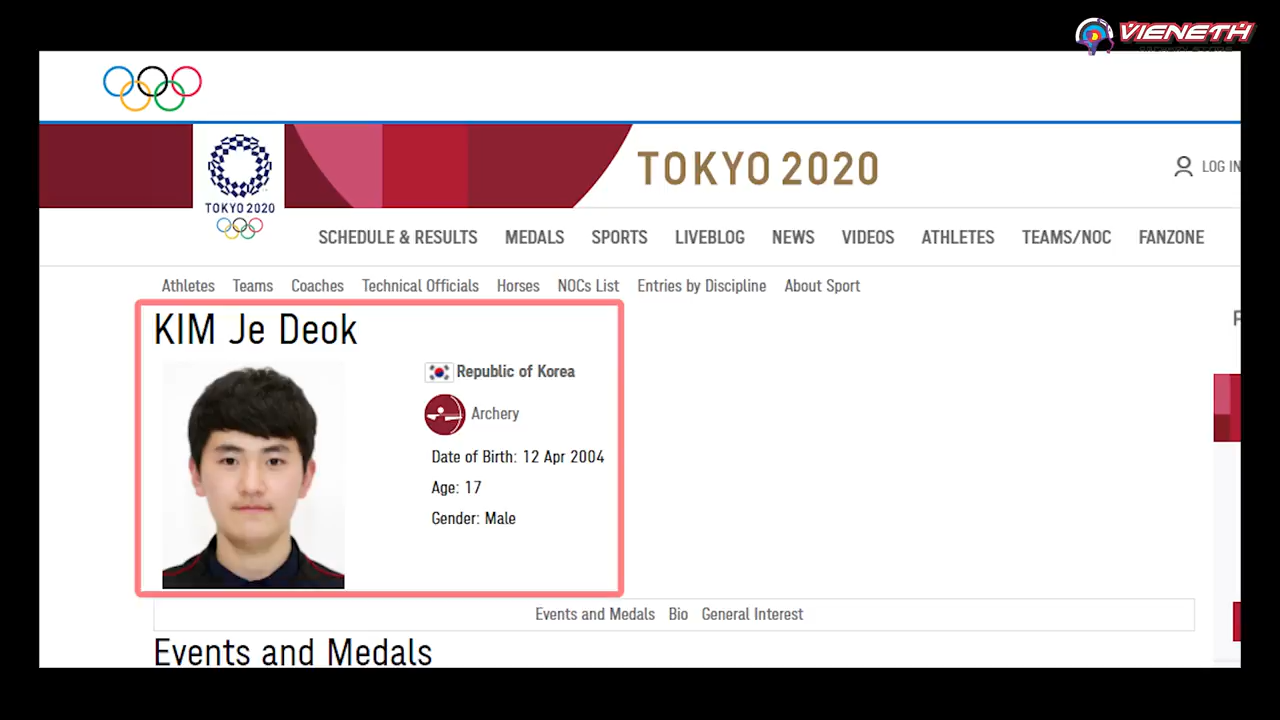 VIENETH
TOKYO 2020
LOG IN
TOKYO 2020
SCHEDULE & RESULTS MEDALS SPORTS LIVEBLOG NEWS VIDEOS ATHLETES TEAMS/NOC FANZONE
Athletes Teams Coaches Technical Officials Horses NOCs List Entries by Discipline About Sport
KIM Je Deok
Republic of Korea
Archery
Date of Birth: 12 Apr 2004
Age: 17
Gender: Male
Events and Medals Bio General Interest
Events and Medals